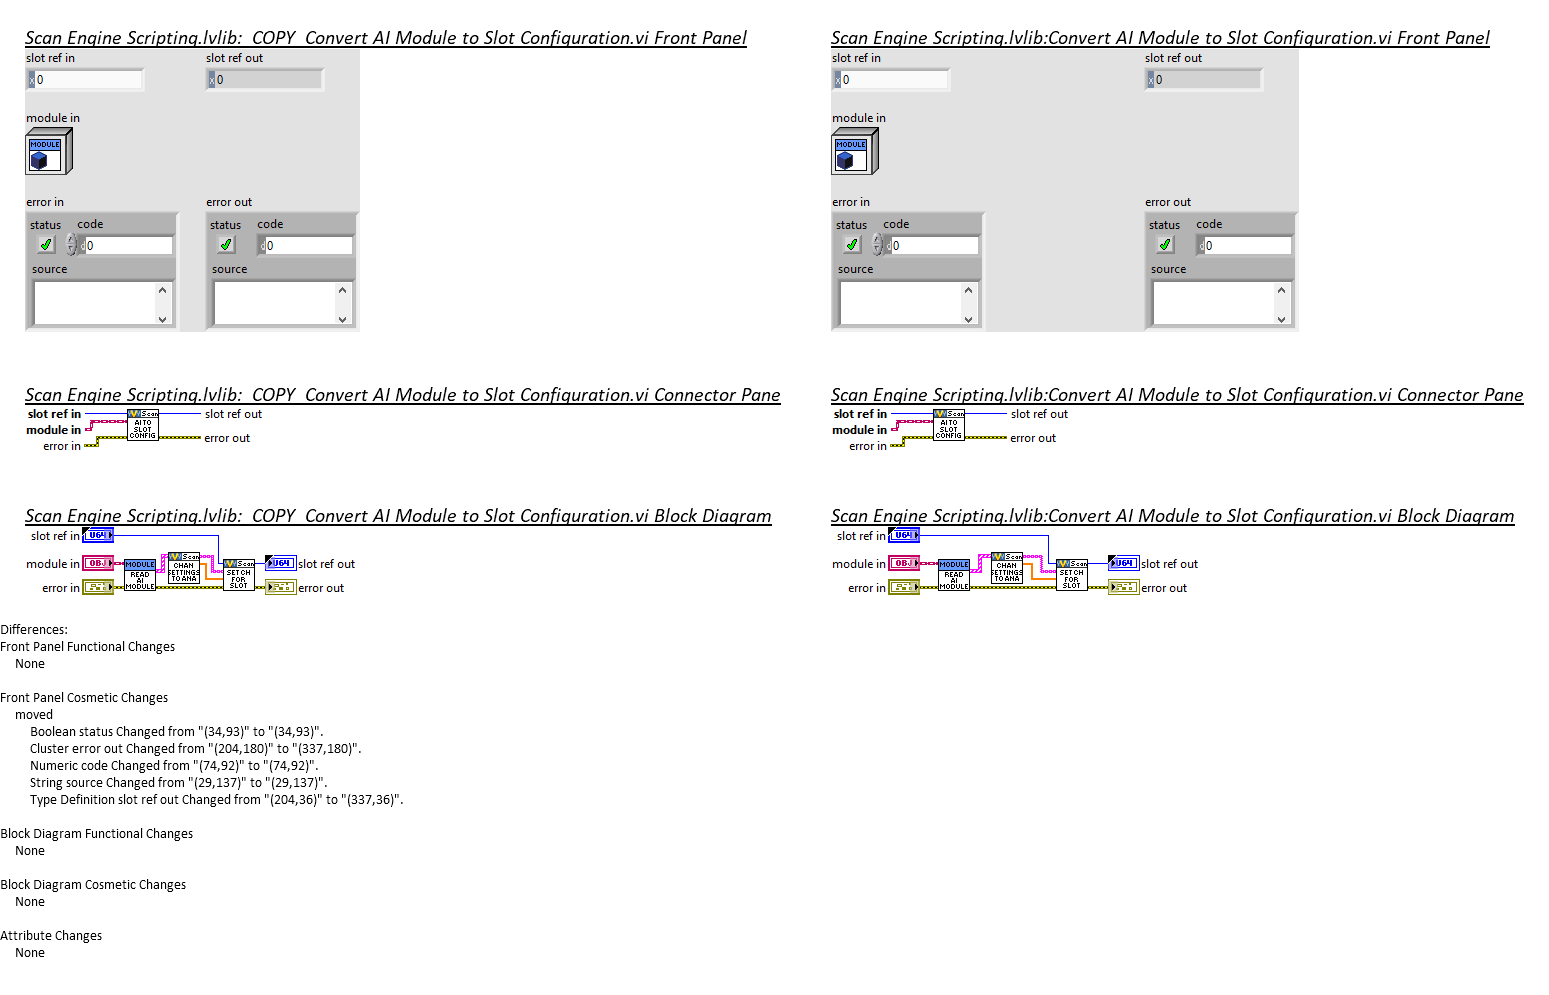 Scan Engine Scripting.lvlib:  COPY  Convert AI Module to Slot Configuration.vi Front Panel
slot ref in
slot ref out
x 0
x 0
module in
MODULE
error in
error out
status
code
status
code
d 0
d 0
source
source
Scan Engine Scripting.lvlib:Convert AI Module to Slot Configuration.vi Front Panel
slot ref in
slot ref out
x 0
x 0
module in
MODULE
error in
error out
status
code
status
code
d 0
d 0
source
source
Scan Engine Scripting.lvlib:  COPY  Convert AI Module to Slot Configuration.vi Connector Pane
slot ref in
module in
error in
Scan
AI TO
SLOT
CONFIG
slot ref out
error out
Scan Engine Scripting.lvlib:Convert AI Module to Slot Configuration.vi Connector Pane
slot ref in
module in
error in
Scan
AI TO
SLOT
CONFIG
slot ref out
error out
Scan Engine Scripting.lvlib:  COPY  Convert AI Module to Slot Configuration.vi Block Diagram
slot ref in
U64
module in
OBJ
error in
MODULE
READ
AI
MODULE
Scan
CHAN
SETTINGS
TO ANA
Scan
SET CH
FOR
SLOT
U64
slot ref out
error out
Scan Engine Scripting.lvlib:Convert AI Module to Slot Configuration.vi Block Diagram
slot ref in
U64
module in
OBJ
error in
MODULE
READ
AI
MODULE
Scan
CHAN
SETTINGS
TO ANA
Scan
SET CH
FOR
SLOT
U64
slot ref out
error out
Differences:
Front Panel Functional Changes
None
Front Panel Cosmetic Changes
moved
Boolean status Changed from "(34,93)" to "(34,93)".
Cluster error out Changed from "(204,180)" to "(337,180)".
Numeric code Changed from "(74,92)" to "(74,92)".
String source Changed from "(29,137)" to "(29,137)".
Type Definition slot ref out Changed from "(204,36)" to "(337,36)".
Block Diagram Functional Changes
None
Block Diagram Cosmetic Changes
None
Attribute Changes
None